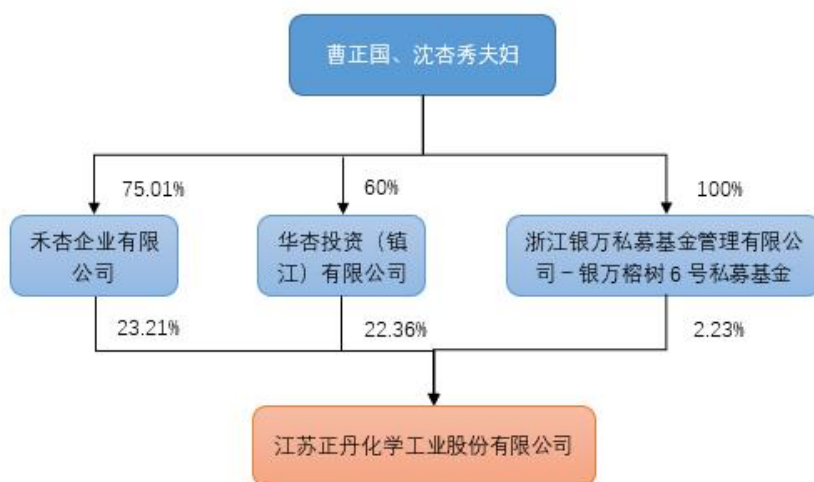 曹正国、沈杏秀夫妇
75.01%
60%
100%
禾杏企业有限
公司
华杏投资（镇
江）有限公司
浙江银万私募基金管理有限公
司－银万榕树6号私募基金
23.21%
22.36%
2.23%
江苏正丹化学工业股份有限公司